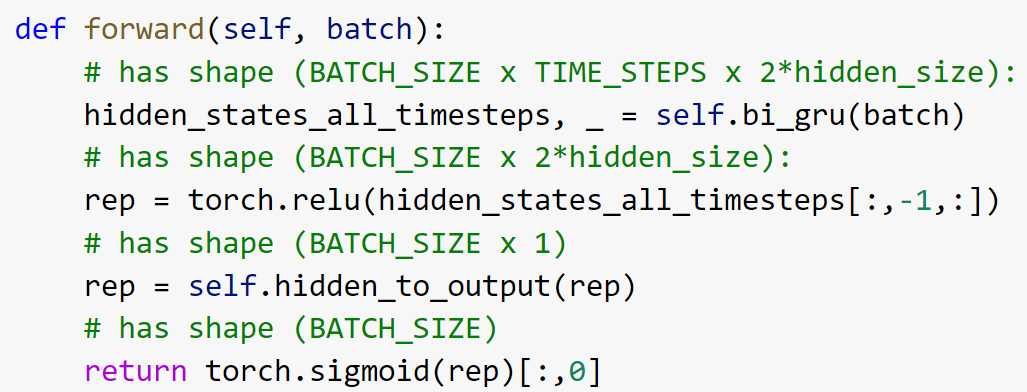 def forward(self, batch):
    # has shape (BATCH_SIZE x TIME_STEPS x 2*hidden_size):
    hidden_states_all_timesteps, _ = self.bi_gru(batch)
    # has shape (BATCH_SIZE x 2*hidden_size):
    rep = torch.relu(hidden_states_all_timesteps[:,-1,:])
    # has shape (BATCH_SIZE x 1)
    rep = self.hidden_to_output(rep)
    # has shape (BATCH_SIZE)
    return torch.sigmoid(rep)[:,0]